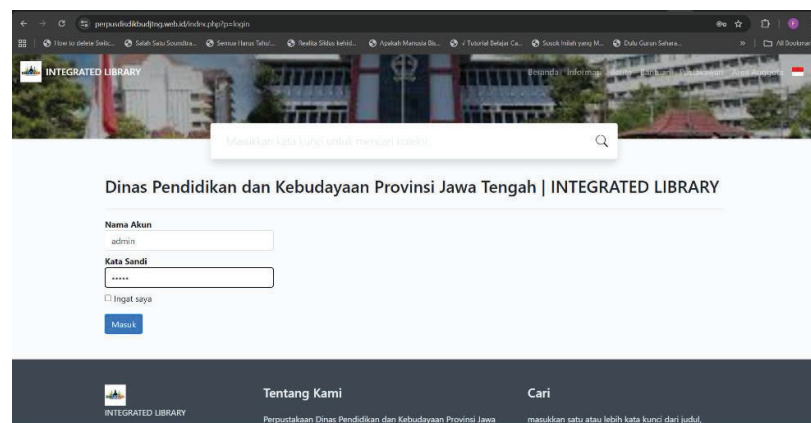 perpusdisdikbudjtng.web.id/index.php?p=login
How to delete Swiic...
Salah Satu Soundtra...
Semua Harus Tahu!...
Realita Siklus kehid...
Apakah Manusia Bis...
√ Tutorial Belajar Ca...
Sosok Inilah yang M...
Dulu Gurun Sahara...
»
All Bookmar
INTEGRATED LIBRARY
Beranda Informasi Berita Bantuan Pustakawan Area Anggota
Masukkan kata kunci untuk mencari koleksi...
Dinas Pendidikan dan Kebudayaan Provinsi Jawa Tengah | INTEGRATED LIBRARY
Nama Akun
admin
Kata Sandi
•••••
Ingat saya
Masuk
INTEGRATED LIBRARY
Tentang Kami
Perpustakaan Dinas Pendidikan dan Kebudayaan Provinsi Jawa
Cari
masukkan satu atau lebih kata kunci dari judul,